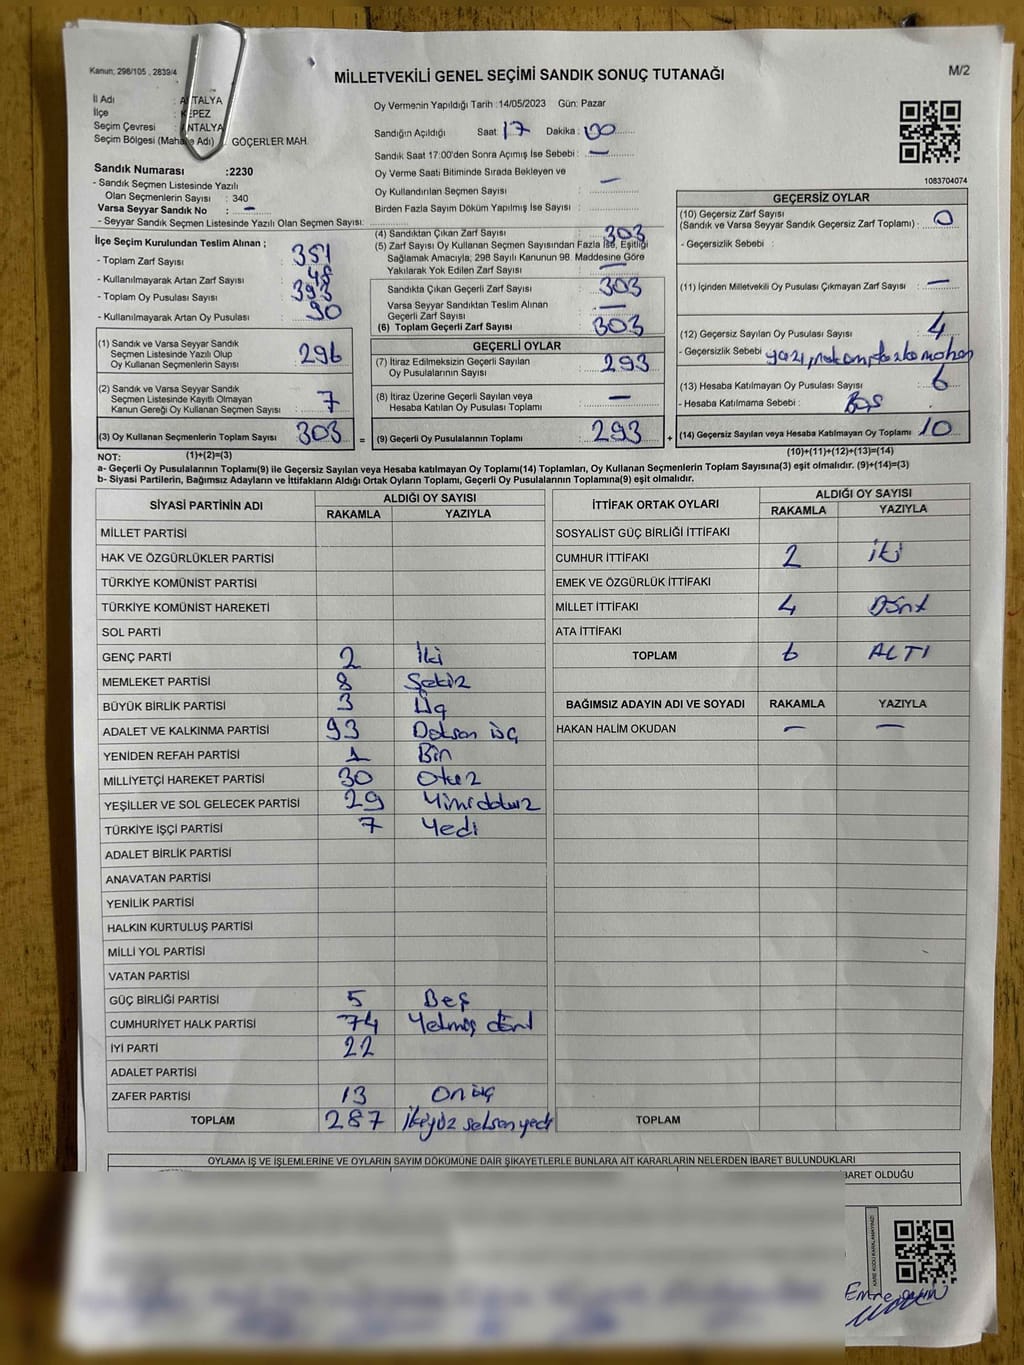 Kanun; 298/105 , 2839/4
MİLLETVEKİLİ GENEL SEÇİMİ SANDIK SONUÇ TUTANAĞI
M/2
İl Adı : ANTALYA
İlçe : KEPEZ
Seçim Çevresi : ANTALYA
Seçim Bölgesi (Mahalle Adı) : GÖÇERLER MAH.
Oy Vermenin Yapıldığı Tarih :14/05/2023 Gün: Pazar
Sandığın Açıldığı Saat 17 Dakika : 00
Sandık Saat 17:00'den Sonra Açımış İse Sebebi : —
Oy Verme Saati Bitiminde Sırada Bekleyen ve
Oy Kullandırılan Seçmen Sayısı : —
Birden Fazla Sayım Döküm Yapılmış İse Sayısı :
1083704074
Sandık Numarası :2230
- Sandık Seçmen Listesinde Yazılı
Olan Seçmenlerin Sayısı : 340
Varsa Seyyar Sandık No : —
- Seyyar Sandık Seçmen Listesinde Yazılı Olan Seçmen Sayısı:
İlçe Seçim Kurulundan Teslim Alınan ;
- Toplam Zarf Sayısı : 351
- Kullanılmayarak Artan Zarf Sayısı : 48
- Toplam Oy Pusulası Sayısı : 393
- Kullanılmayarak Artan Oy Pusulası : 90
(1) Sandık ve Varsa Seyyar Sandık
Seçmen Listesinde Yazılı Olup
Oy Kullanan Seçmenlerin Sayısı : 296
(2) Sandık ve Varsa Seyyar Sandık
Seçmen Listesinde Kayıtlı Olmayan
Kanun Gereği Oy Kullanan Seçmen Sayısı : 7
(3) Oy Kullanan Seçmenlerin Toplam Sayısı : 303 =
(4) Sandıktan Çıkan Zarf Sayısı : 303
(5) Zarf Sayısı Oy Kullanan Seçmen Sayısından Fazla İse, Eşitliği
Sağlamak Amacıyla; 298 Sayılı Kanunun 98. Maddesine Göre
Yakılarak Yok Edilen Zarf Sayısı : —
Sandıkta Çıkan Geçerli Zarf Sayısı : 303
Varsa Seyyar Sandıktan Teslim Alınan
Geçerli Zarf Sayısı : —
(6) Toplam Geçerli Zarf Sayısı : 303
GEÇERLİ OYLAR
(7) İtiraz Edilmeksizin Geçerli Sayılan
Oy Pusulalarının Sayısı : 293
(8) İtiraz Üzerine Geçerli Sayılan veya
Hesaba Katılan Oy Pusulası Toplamı : —
(9) Geçerli Oy Pusulalarının Toplamı : 293 +
GEÇERSİZ OYLAR
(10) Geçersiz Zarf Sayısı
(Sandık ve Varsa Seyyar Sandık Geçersiz Zarf Toplamı) : 0
- Geçersizlik Sebebi :
(11) İçinden Milletvekili Oy Pusulası Çıkmayan Zarf Sayısı : —
(12) Geçersiz Sayılan Oy Pusulası Sayısı : 4
- Geçersizlik Sebebi
(13) Hesaba Katılmayan Oy Pusulası Sayısı : 6
- Hesaba Katılmama Sebebi : Boş
(14) Geçersiz Sayılan veya Hesaba Katılmayan Oy Toplamı : 10
NOT: (1)+(2)=(3)
(10)+(11)+(12)+(13)=(14)
a- Geçerli Oy Pusulalarının Toplamı(9) ile Geçersiz Sayılan veya Hesaba katılmayan Oy Toplamı(14) Toplamları, Oy Kullanan Seçmenlerin Toplam Sayısına(3) eşit olmalıdır. (9)+(14)=(3)
b- Siyasi Partilerin, Bağımsız Adayların ve İttifakların Aldığı Ortak Oyların Toplamı, Geçerli Oy Pusulalarının Toplamına(9) eşit olmalıdır.
SİYASİ PARTİNİN ADI ALDIĞI OY SAYISI
RAKAMLA YAZIYLA
MİLLET PARTİSİ
HAK VE ÖZGÜRLÜKLER PARTİSİ
TÜRKİYE KOMÜNİST PARTİSİ
TÜRKİYE KOMÜNİST HAREKETİ
SOL PARTİ
GENÇ PARTİ 2 İki
MEMLEKET PARTİSİ 8 Sekiz
BÜYÜK BİRLİK PARTİSİ 3 Üç
ADALET VE KALKINMA PARTİSİ 93 Doksan üç
YENİDEN REFAH PARTİSİ 1 Bir
MİLLİYETÇİ HAREKET PARTİSİ 30 Otuz
YEŞİLLER VE SOL GELECEK PARTİSİ 29 Yirmidokuz
TÜRKİYE İŞÇİ PARTİSİ 7 Yedi
ADALET BİRLİK PARTİSİ
ANAVATAN PARTİSİ
YENİLİK PARTİSİ
HALKIN KURTULUŞ PARTİSİ
MİLLİ YOL PARTİSİ
VATAN PARTİSİ
GÜÇ BİRLİĞİ PARTİSİ 5 Beş
CUMHURİYET HALK PARTİSİ 74 Yetmiş dört
İYİ PARTİ 22
ADALET PARTİSİ
ZAFER PARTİSİ 13 On üç
TOPLAM 287 İkiyüz seksen yedi
İTTİFAK ORTAK OYLARI ALDIĞI OY SAYISI
RAKAMLA YAZIYLA
SOSYALİST GÜÇ BİRLİĞİ İTTİFAKI
CUMHUR İTTİFAKI 2 İki
EMEK VE ÖZGÜRLÜK İTTİFAKI
MİLLET İTTİFAKI 4 Dört
ATA İTTİFAKI
TOPLAM 6 ALTI
BAĞIMSIZ ADAYIN ADI VE SOYADI RAKAMLA YAZIYLA
HAKAN HALİM OKUDAN — —
TOPLAM
OYLAMA İŞ VE İŞLEMLERİNE VE OYLARIN SAYIM DÖKÜMÜNE DAİR ŞİKAYETLERLE BUNLARA AİT KARARLARIN NELERDEN İBARET BULUNDUKLARI
BARET OLDUĞU
KARE KODU KARALAMAYINIZ!
Emre